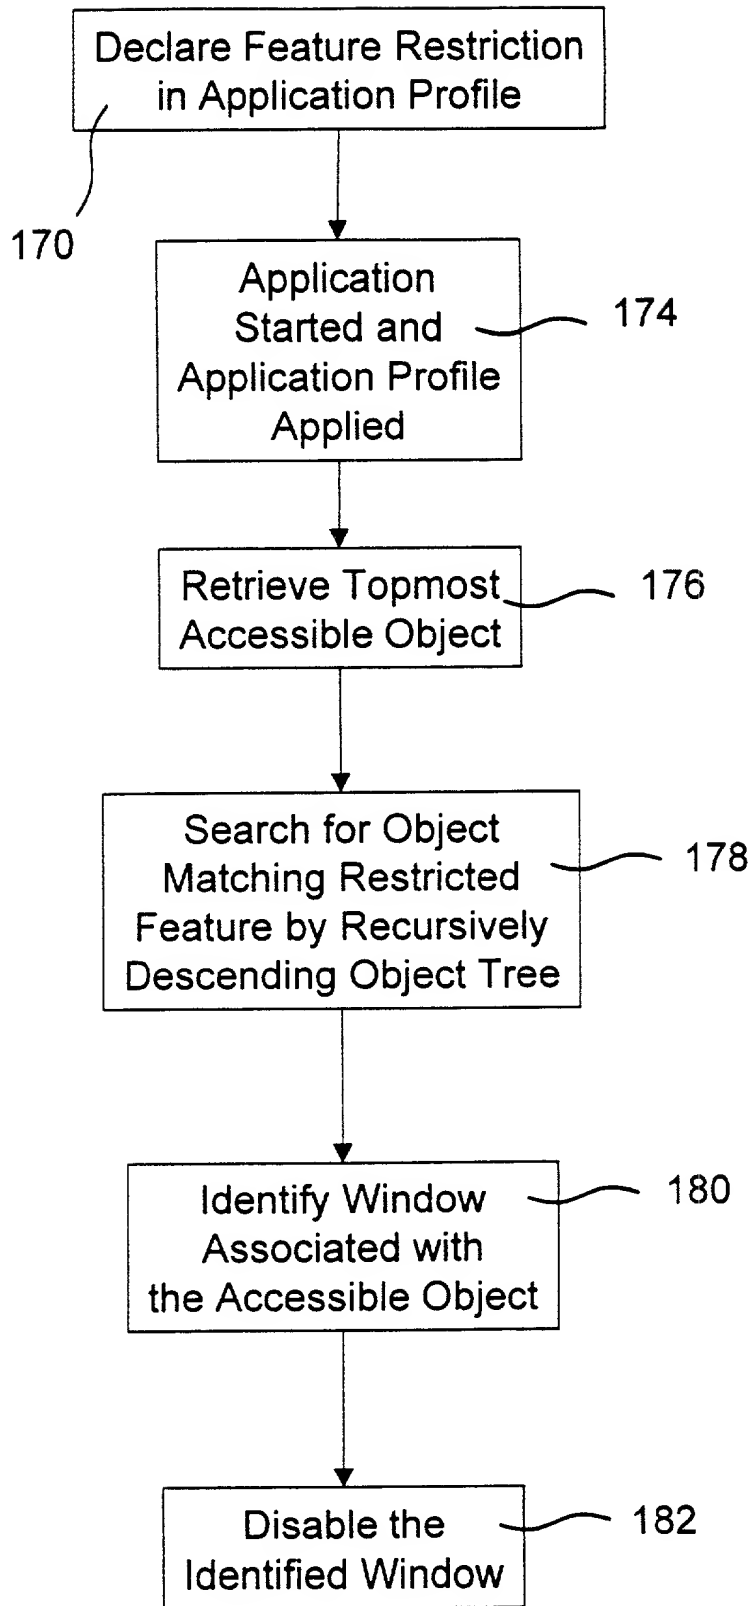 Declare Feature Restriction
in Application Profile
170
Application
Started and
Application Profile
Applied
174
Retrieve Topmost
Accessible Object
176
Search for Object
Matching Restricted
Feature by Recursively
Descending Object Tree
178
Identify Window
Associated with
the Accessible Object
180
Disable the
Identified Window
182